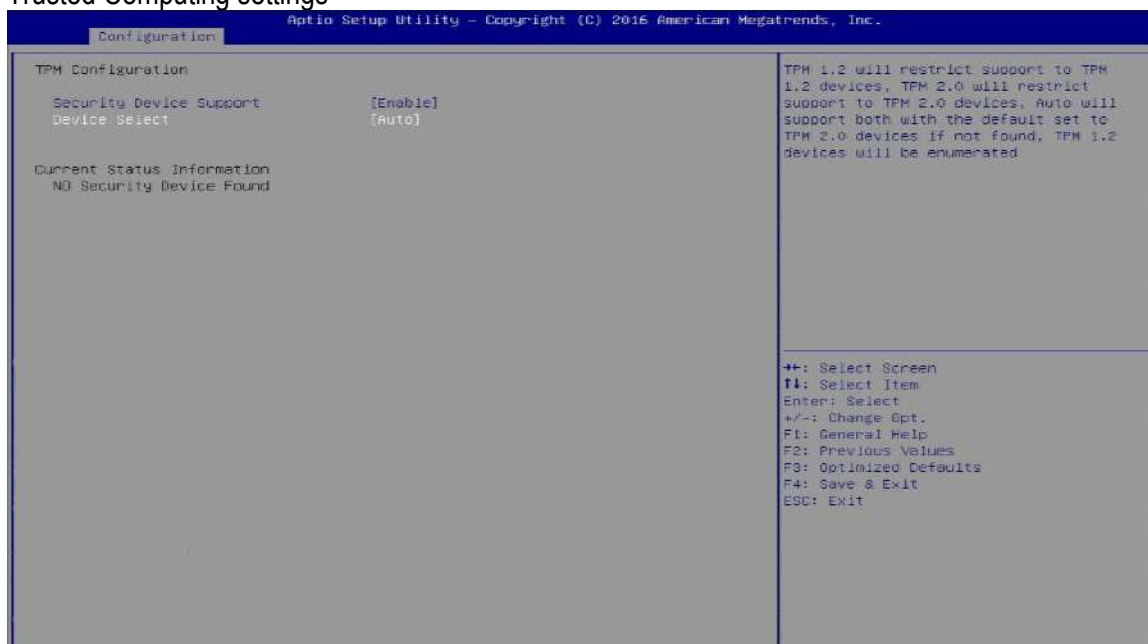 Trusted Computing settings
Aptio Setup Utility – Copyright (C) 2016 American Megatrends, Inc.
Configuration
TPM Configuration
Security Device Support [Enable]
Device Select [Auto]
Current Status Information
NO Security Device Found
TPM 1.2 will restrict support to TPM
1.2 devices, TPM 2.0 will restrict
support to TPM 2.0 devices, Auto will
support both with the default set to
TPM 2.0 devices if not found, TPM 1.2
devices will be enumerated
→←: Select Screen
↑↓: Select Item
Enter: Select
+/-: Change Opt.
F1: General Help
F2: Previous Values
F3: Optimized Defaults
F4: Save & Exit
ESC: Exit